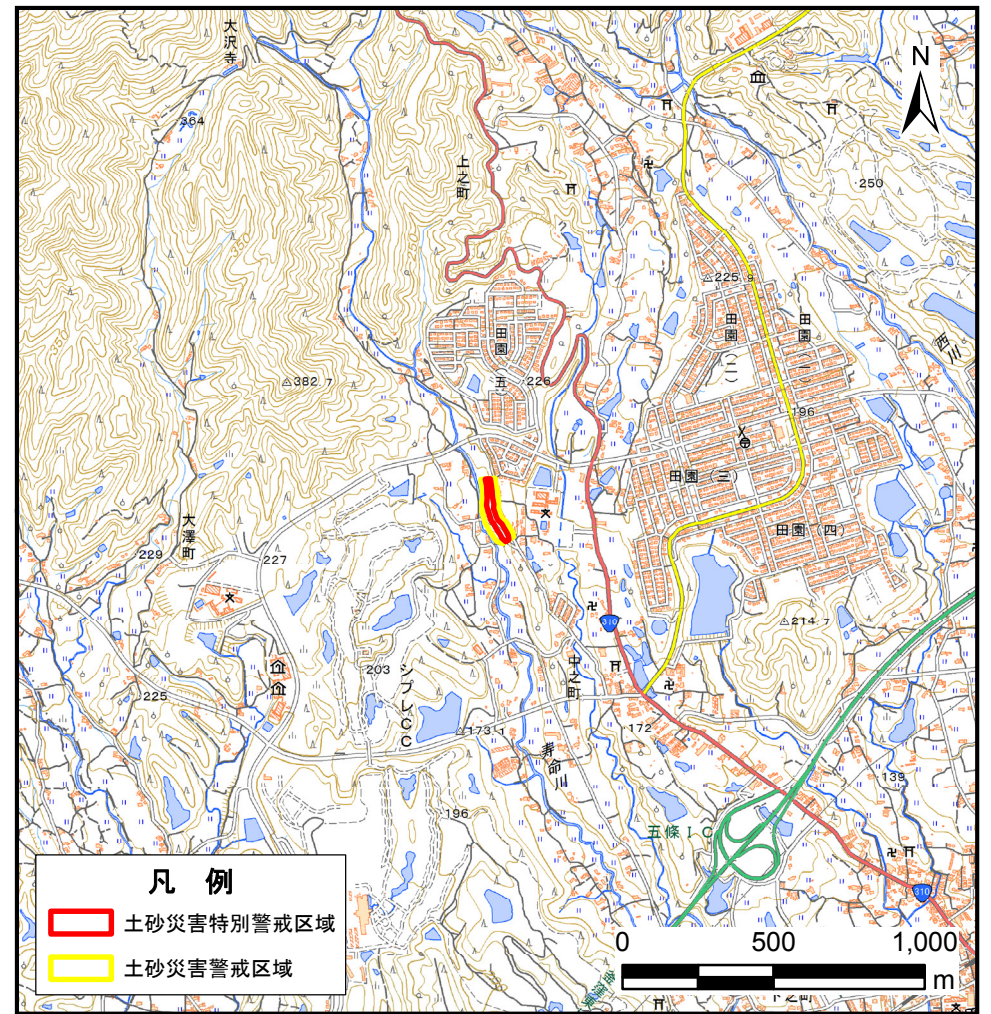 大沢寺
N
364
上之町
250
225.9
田園(二)
田園(一)
西川
田園(五)
226
382.7
196
田園(三)
大澤町
田園(四)
229
227
310
214.7
中之町
203
シプレCC
225
173.1
172
寿命川
139
196
五條IC
310
凡 例
土砂災害特別警戒区域
土砂災害警戒区域
0 500 1,000
m
下之町